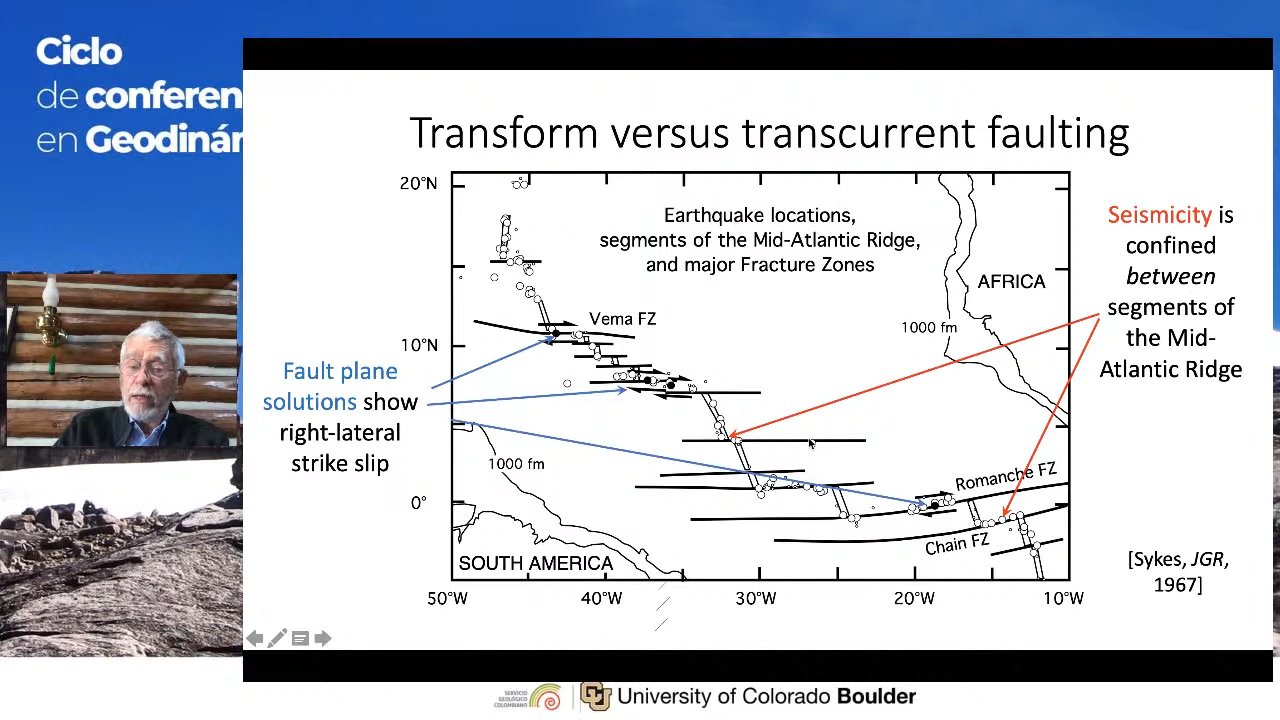 Ciclo
de conferen
en Geodinár
Transform versus transcurrent faulting
20°N
10°N
0°
50°W
40°W
30°W
20°W
10°W
Earthquake locations,
segments of the Mid-Atlantic Ridge,
and major Fracture Zones
AFRICA
1000 fm
Vema FZ
1000 fm
Romanche FZ
Chain FZ
SOUTH AMERICA
Fault plane
solutions show
right-lateral
strike slip
Seismicity is
confined
between
segments of
the Mid-
Atlantic Ridge
[Sykes, JGR,
1967]
SERVICIO
GEOLÓGICO
COLOMBIANO
CU
University of Colorado Boulder